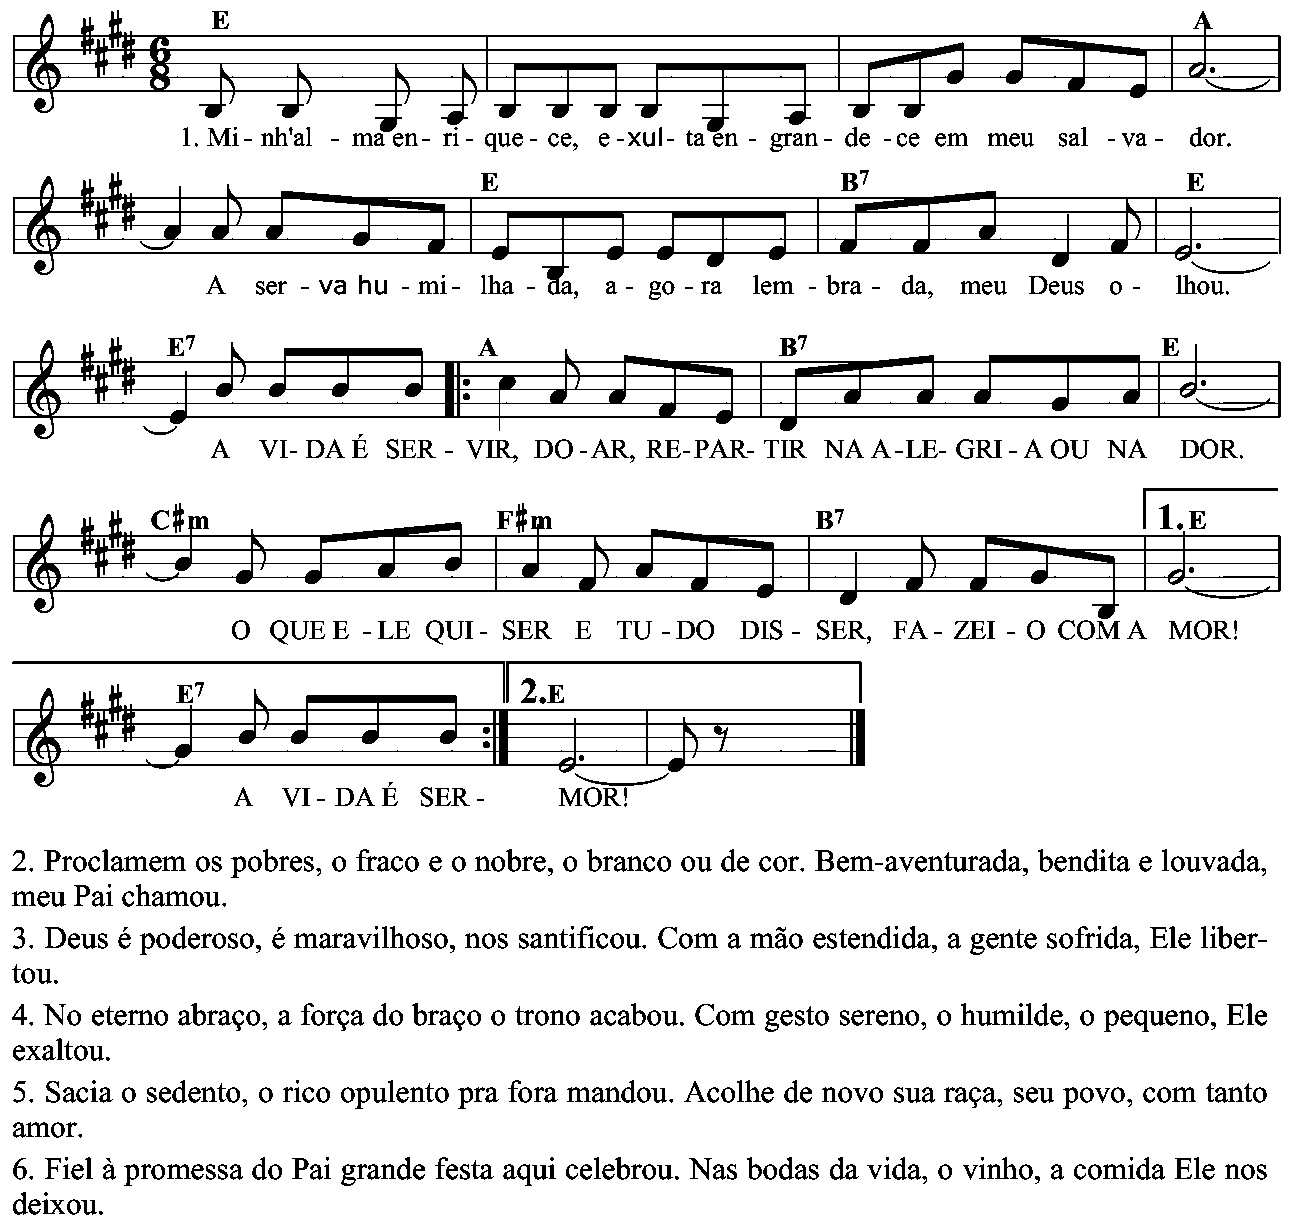 E A
6
8
1. Mi - nh'al - ma en - ri - que - ce, e - xul - ta en - gran - de - ce em meu sal - va - dor.
E B7 E
A ser - va hu - mi - lha - da, a - go - ra lem - bra - da, meu Deus o - lhou.
E7 A B7 E
A VI - DA É SER - VIR, DO - AR, RE - PAR - TIR NA A - LE - GRI - A OU NA DOR.
C#m F#m B7 1. E
O QUE E - LE QUI - SER E TU - DO DIS - SER, FA - ZEI - O COM A MOR!
E7 2. E
A VI - DA É SER - MOR!
2. Proclamem os pobres, o fraco e o nobre, o branco ou de cor. Bem-aventurada, bendita e louvada,
meu Pai chamou.
3. Deus é poderoso, é maravilhoso, nos santificou. Com a mão estendida, a gente sofrida, Ele liber-
tou.
4. No eterno abraço, a força do braço o trono acabou. Com gesto sereno, o humilde, o pequeno, Ele
exaltou.
5. Sacia o sedento, o rico opulento pra fora mandou. Acolhe de novo sua raça, seu povo, com tanto
amor.
6. Fiel à promessa do Pai grande festa aqui celebrou. Nas bodas da vida, o vinho, a comida Ele nos
deixou.